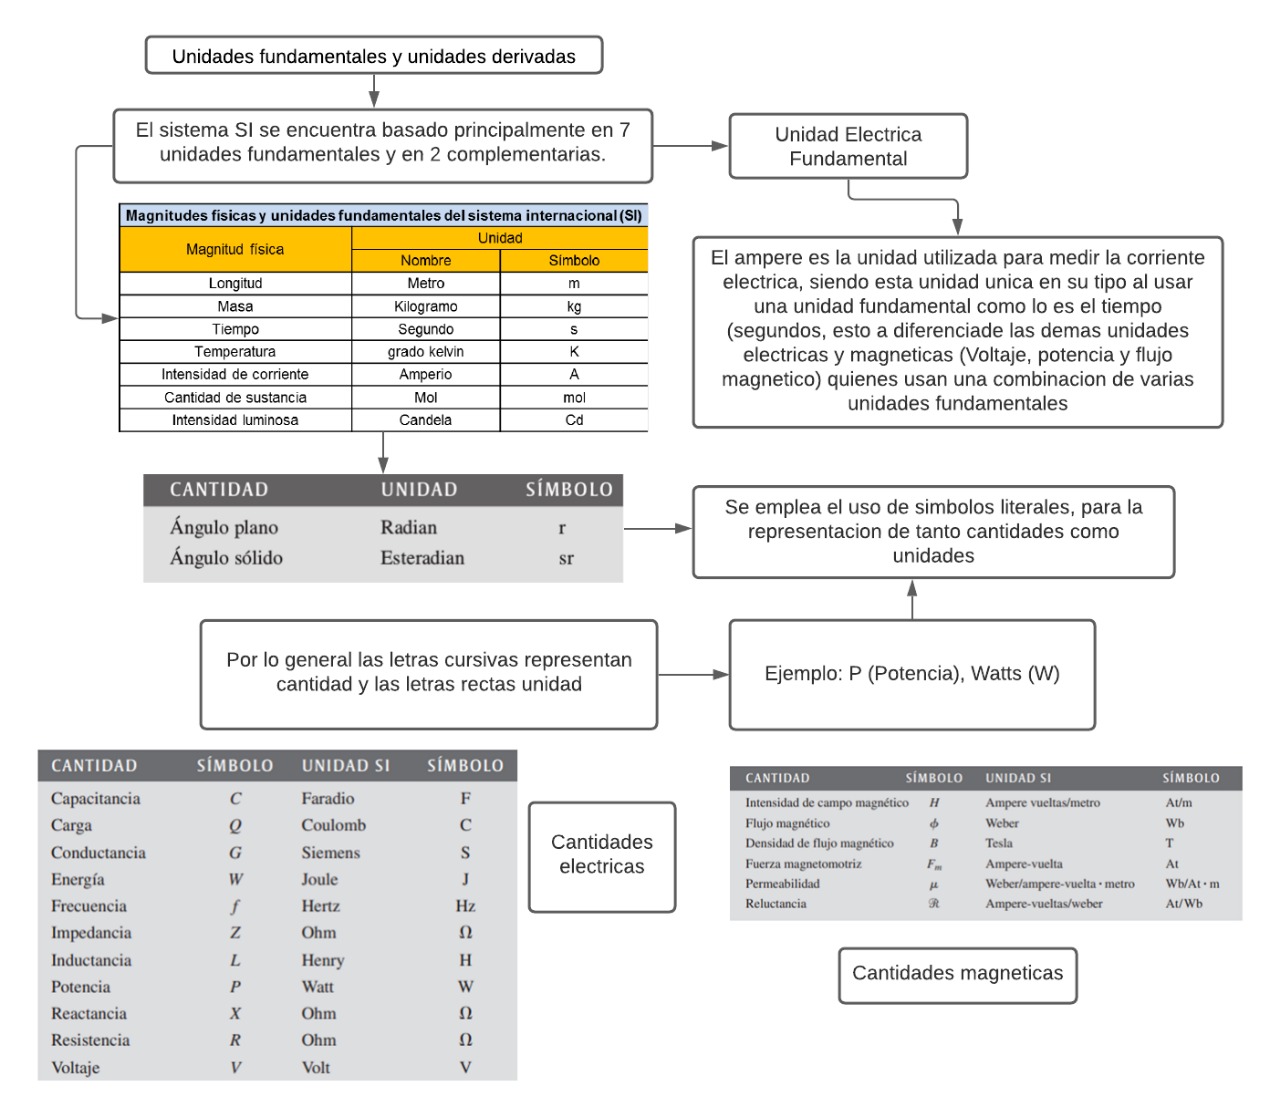 Unidades fundamentales y unidades derivadas
El sistema SI se encuentra basado principalmente en 7
unidades fundamentales y en 2 complementarias.
Unidad Electrica
Fundamental
Magnitudes físicas y unidades fundamentales del sistema internacional (SI)
Magnitud física
Unidad
Nombre Símbolo
Longitud Metro m
Masa Kilogramo kg
Tiempo Segundo s
Temperatura grado kelvin K
Intensidad de corriente Amperio A
Cantidad de sustancia Mol mol
Intensidad luminosa Candela Cd
El ampere es la unidad utilizada para medir la corriente
electrica, siendo esta unidad unica en su tipo al usar
una unidad fundamental como lo es el tiempo
(segundos, esto a diferenciade las demas unidades
electricas y magneticas (Voltaje, potencia y flujo
magnetico) quienes usan una combinacion de varias
unidades fundamentales
CANTIDAD UNIDAD SÍMBOLO
Ángulo plano Radian r
Ángulo sólido Esteradian sr
Se emplea el uso de simbolos literales, para la
representacion de tanto cantidades como
unidades
Por lo general las letras cursivas representan
cantidad y las letras rectas unidad
Ejemplo: P (Potencia), Watts (W)
CANTIDAD SÍMBOLO UNIDAD SI SÍMBOLO
Capacitancia C Faradio F
Carga Q Coulomb C
Conductancia G Siemens S
Energía W Joule J
Frecuencia f Hertz Hz
Impedancia Z Ohm Ω
Inductancia L Henry H
Potencia P Watt W
Reactancia X Ohm Ω
Resistencia R Ohm Ω
Voltaje V Volt V
Cantidades
electricas
CANTIDAD SÍMBOLO UNIDAD SI SÍMBOLO
Intensidad de campo magnético H Ampere vueltas/metro At/m
Flujo magnético ϕ Weber Wb
Densidad de flujo magnético B Tesla T
Fuerza magnetomotriz Fm Ampere-vuelta At
Permeabilidad μ Weber/ampere-vuelta · metro Wb/At · m
Reluctancia ℛ Ampere-vueltas/weber At/Wb
Cantidades magneticas